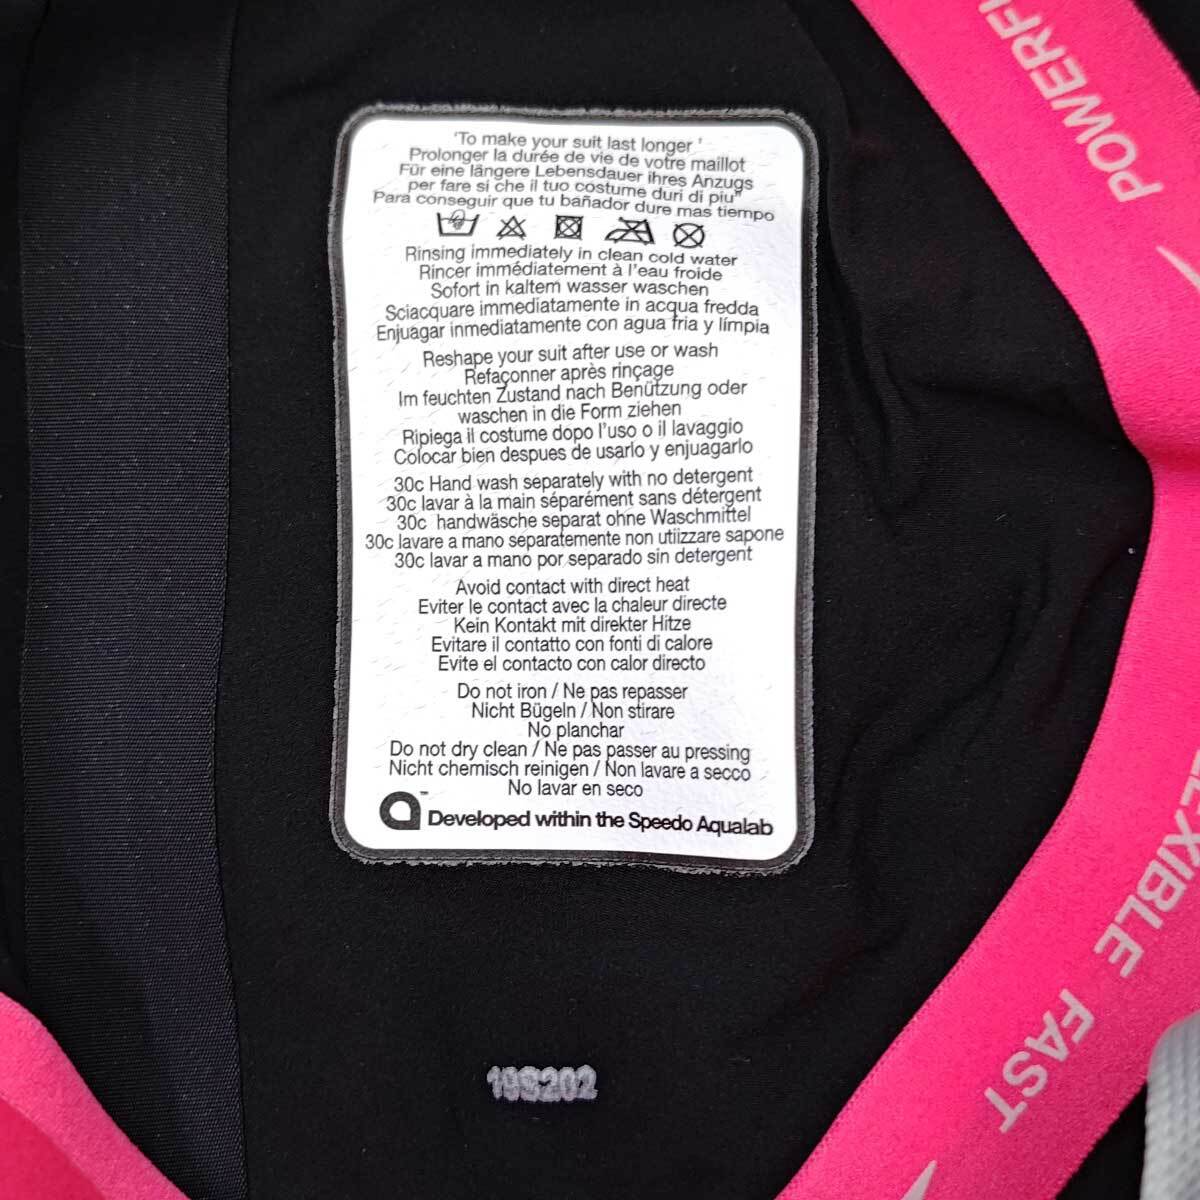 'To make your suit last longer '
Prolonger la durée de vie de votre maillot
Für eine längere Lebensdauer ihres Anzugs
per fare si che il tuo costume duri di piu"
Para conseguir que tu bañador dure mas tiempo
Rinsing immediately in clean cold water
Rincer immédiatement à l'eau froide
Sofort in kaltem wasser waschen
Sciacquare immediatamente in acqua fredda
Enjuagar inmediatamente con agua fria y límpia
Reshape your suit after use or wash
Refaçonner après rinçage
Im feuchten Zustand nach Benützung oder
waschen in die Form ziehen
Ripiega il costume dopo l'uso o il lavaggio
Colocar bien despues de usarlo y enjuagarlo
30c Hand wash separately with no detergent
30c lavar à la main séparément sans détergent
30c handwäsche separat ohne Waschmittel
30c lavare a mano separatemente non utiizzare sapone
30c lavar a mano por separado sin detergent
Avoid contact with direct heat
Eviter le contact avec la chaleur directe
Kein Kontakt mit direkter Hitze
Evitare il contatto con fonti di calore
Evite el contacto con calor directo
Do not iron / Ne pas repasser
Nicht Bügeln / Non stirare
No planchar
Do not dry clean / Ne pas passer au pressing
Nicht chemisch reinigen / Non lavare a secco
No lavar en seco
™ Developed within the Speedo Aqualab
POWERFU
LEXIBLE FAST